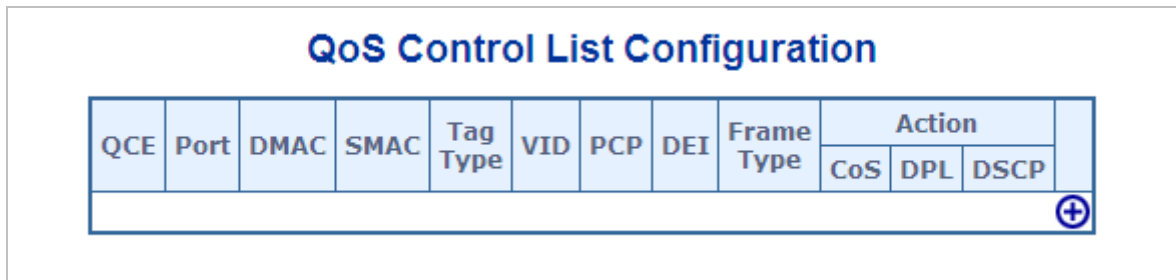 QoS Control List Configuration
QCE Port DMAC SMAC Tag Type VID PCP DEI Frame Type Action
CoS DPL DSCP